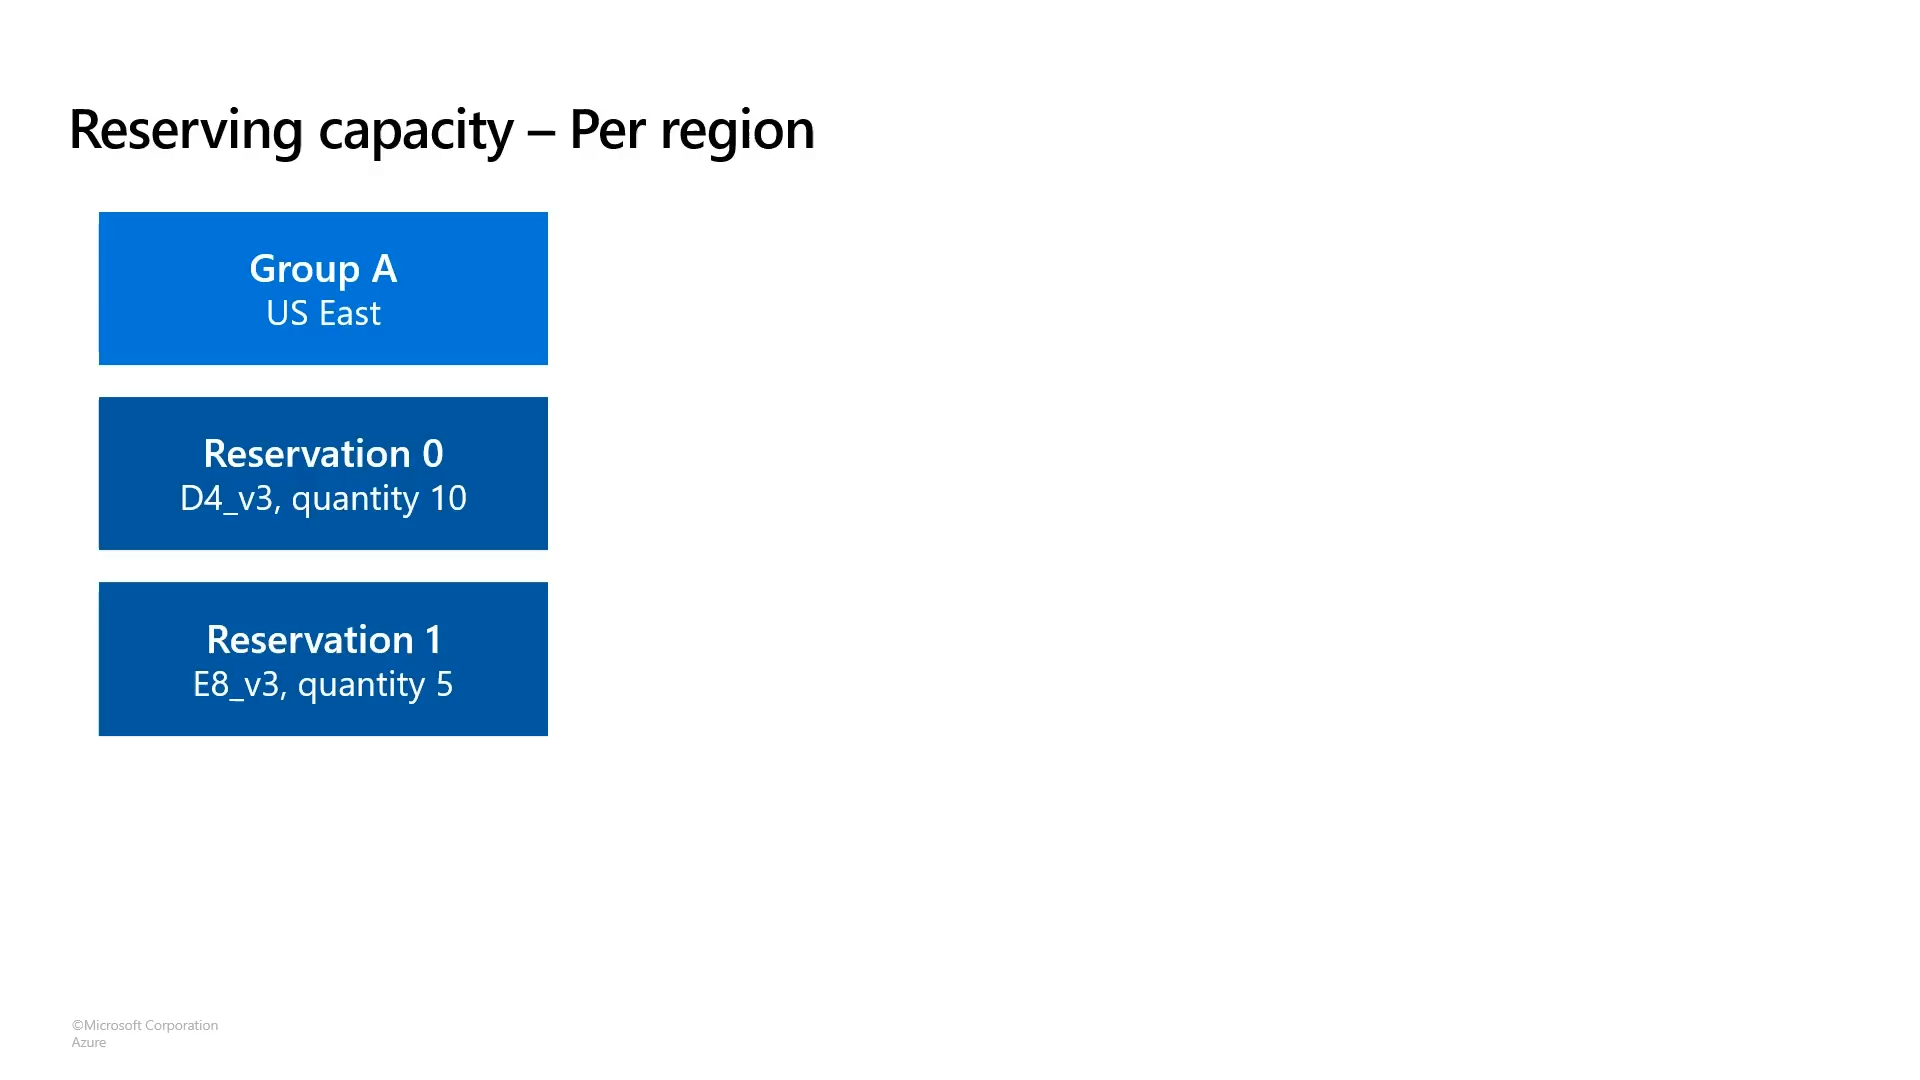 Reserving capacity – Per region
Group A
US East
Reservation 0
D4_v3, quantity 10
Reservation 1
E8_v3, quantity 5
©Microsoft Corporation
Azure